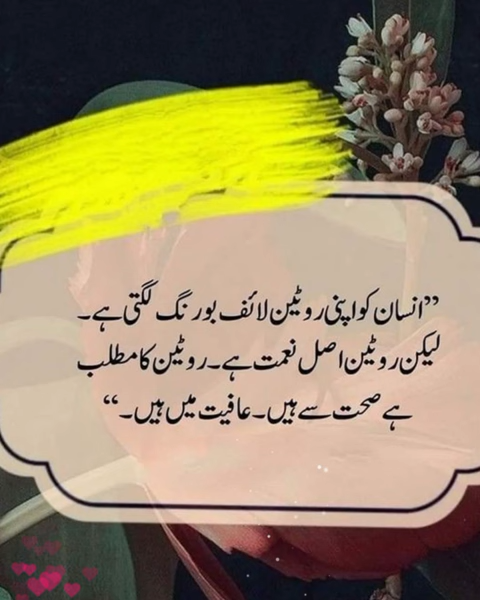 ”انسان کو اپنی روٹین لائف بورنگ لگتی ہے۔
لیکن روٹین اصل نعمت ہے۔ روٹین کا مطلب
ہے صحت سے ہیں۔ عافیت میں ہیں۔“